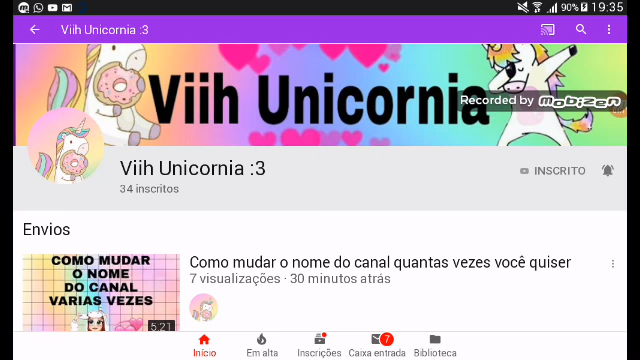 90% 19:35
Viih Unicornia :3
Viih Unicornia
Recorded by MOBIZEN
Viih Unicornia :3
34 inscritos
INSCRITO
Envios
COMO MUDAR
O NOME
DO CANAL
VARIAS VEZES
5:21
Como mudar o nome do canal quantas vezes você quiser
7 visualizações · 30 minutos atrás
7
Início Em alta Inscrições Caixa entrada Biblioteca